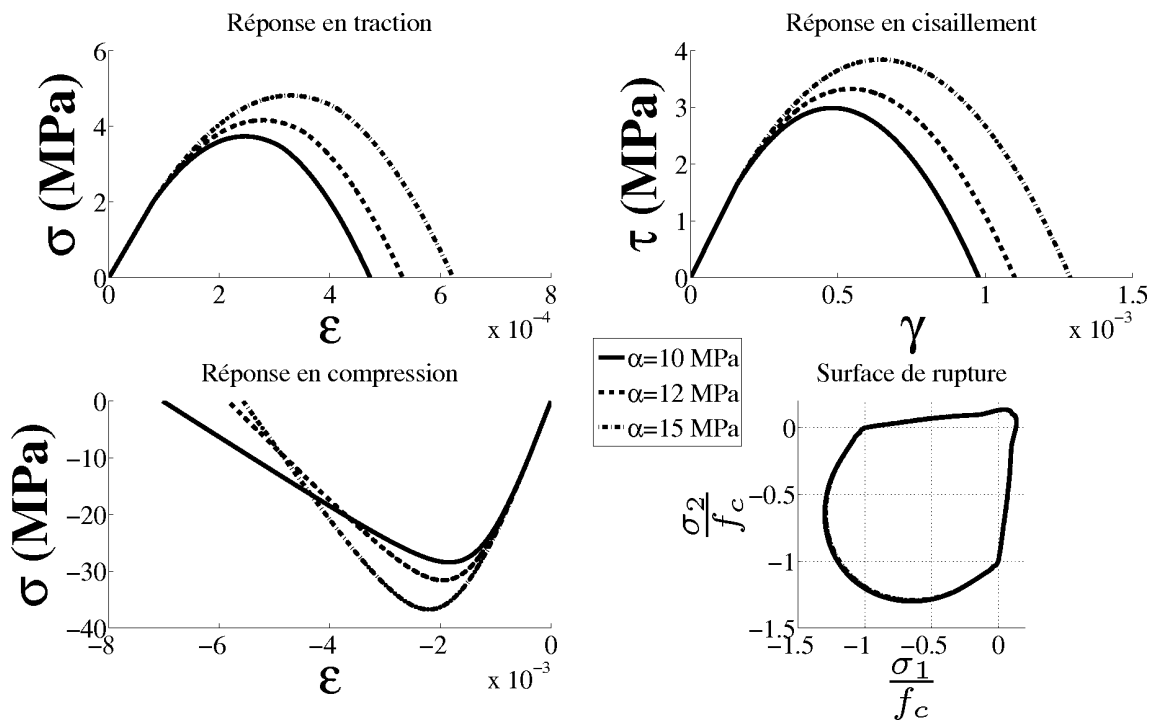 Réponse en traction
6
4
2
0
σ (MPa)
0 2 4 6 8
x 10⁻⁴
ε
Réponse en cisaillement
4
3
2
1
0
τ (MPa)
0 0.5 1 1.5
x 10⁻³
γ
α=10 MPa
α=12 MPa
α=15 MPa
Réponse en compression
0
−10
−20
−30
−40
σ (MPa)
−8 −6 −4 −2 0
x 10⁻³
ε
Surface de rupture
0
−0.5
−1
−1.5
σ2
fc
−1.5 −1 −0.5 0
σ1
fc